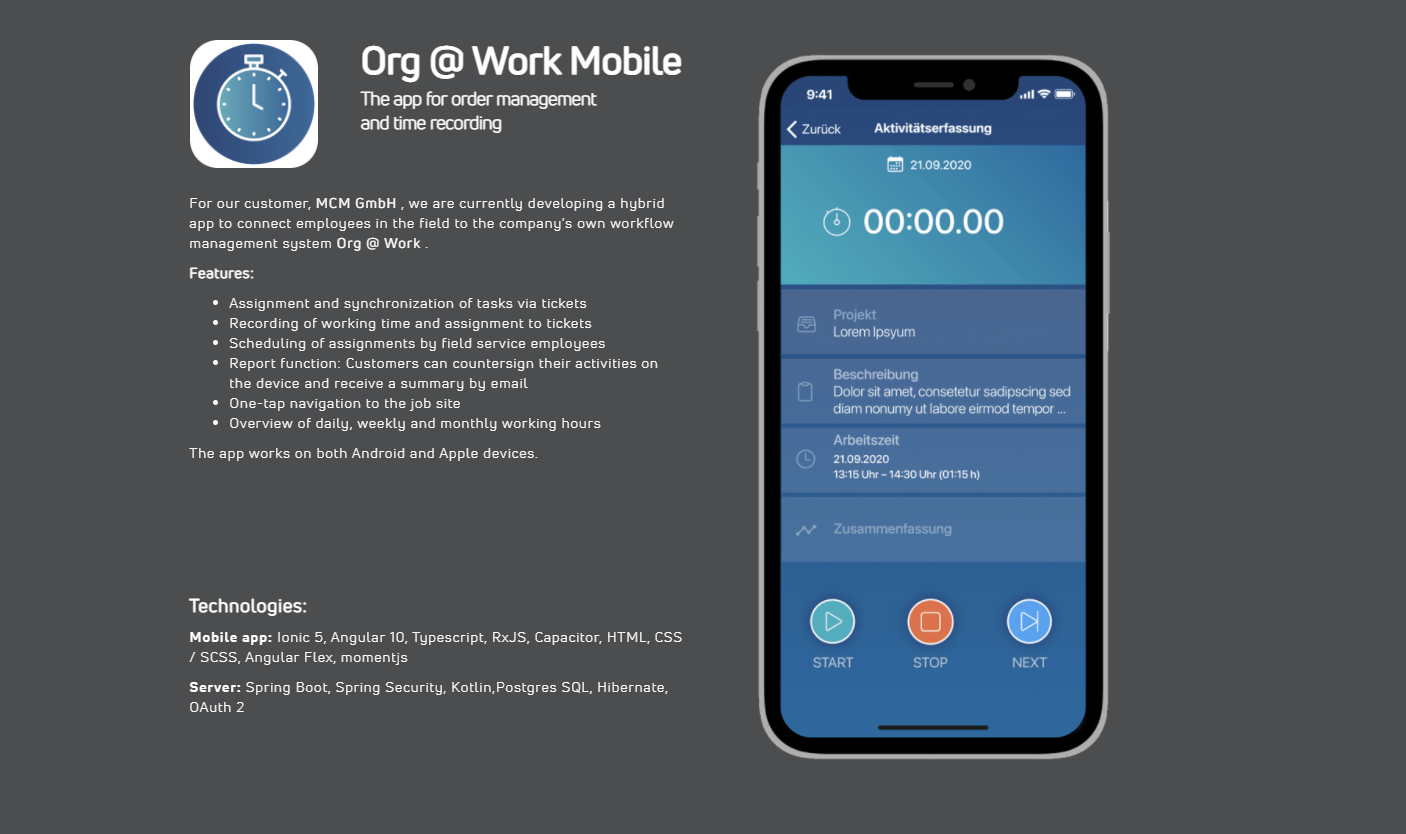 Org @ Work Mobile
The app for order management
and time recording
For our customer, MCM GmbH , we are currently developing a hybrid
app to connect employees in the field to the company's own workflow
management system Org @ Work .
Features:
• Assignment and synchronization of tasks via tickets
• Recording of working time and assignment to tickets
• Scheduling of assignments by field service employees
• Report function: Customers can countersign their activities on
the device and receive a summary by email
• One-tap navigation to the job site
• Overview of daily, weekly and monthly working hours
The app works on both Android and Apple devices.
Technologies:
Mobile app: Ionic 5, Angular 10, Typescript, RxJS, Capacitor, HTML, CSS
/ SCSS, Angular Flex, momentjs
Server: Spring Boot, Spring Security, Kotlin,Postgres SQL, Hibernate,
OAuth 2
9:41
Zurück Aktivitätserfassung
21.09.2020
00:00.00
Projekt
Lorem Ipsyum
Beschreibung
Dolor sit amet, consetetur sadipscing sed
diam nonumy ut labore eirmod tempor ...
Arbeitszeit
21.09.2020
13:15 Uhr – 14:30 Uhr (01:15 h)
Zusammenfassung
START STOP NEXT